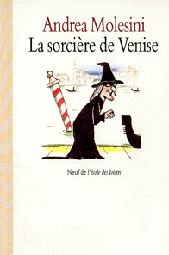 Andrea Molesini
La sorcière de Venise
Neuf de l'école des loisirs